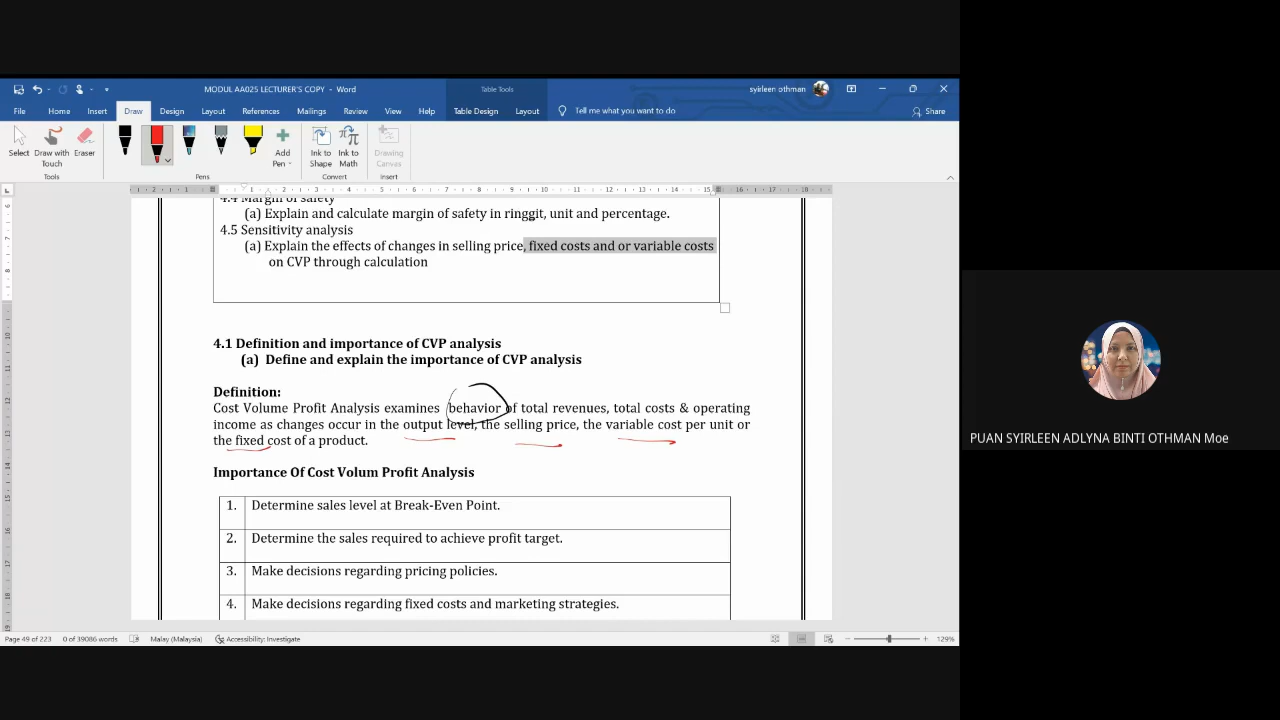 MODUL AA025 LECTURER'S COPY - Word
Table Tools
syirleen othman
File Home Insert Draw Design Layout References Mailings Review View Help Table Design Layout Tell me what you want to do Share
Select
Draw with Touch
Eraser
Add Pen
Ink to Shape
Ink to Math
Drawing Canvas
Tools
Pens
Convert
Insert
4.4 Margin of safety
(a) Explain and calculate margin of safety in ringgit, unit and percentage.
4.5 Sensitivity analysis
(a) Explain the effects of changes in selling price, fixed costs and or variable costs
on CVP through calculation
4.1 Definition and importance of CVP analysis
(a) Define and explain the importance of CVP analysis
Definition:
Cost Volume Profit Analysis examines behavior of total revenues, total costs & operating
income as changes occur in the output level, the selling price, the variable cost per unit or
the fixed cost of a product.
Importance Of Cost Volum Profit Analysis
1. Determine sales level at Break-Even Point.
2. Determine the sales required to achieve profit target.
3. Make decisions regarding pricing policies.
4. Make decisions regarding fixed costs and marketing strategies.
Page 49 of 223 0 of 39086 words Malay (Malaysia) Accessibility: Investigate 129%
PUAN SYIRLEEN ADLYNA BINTI OTHMAN Moe